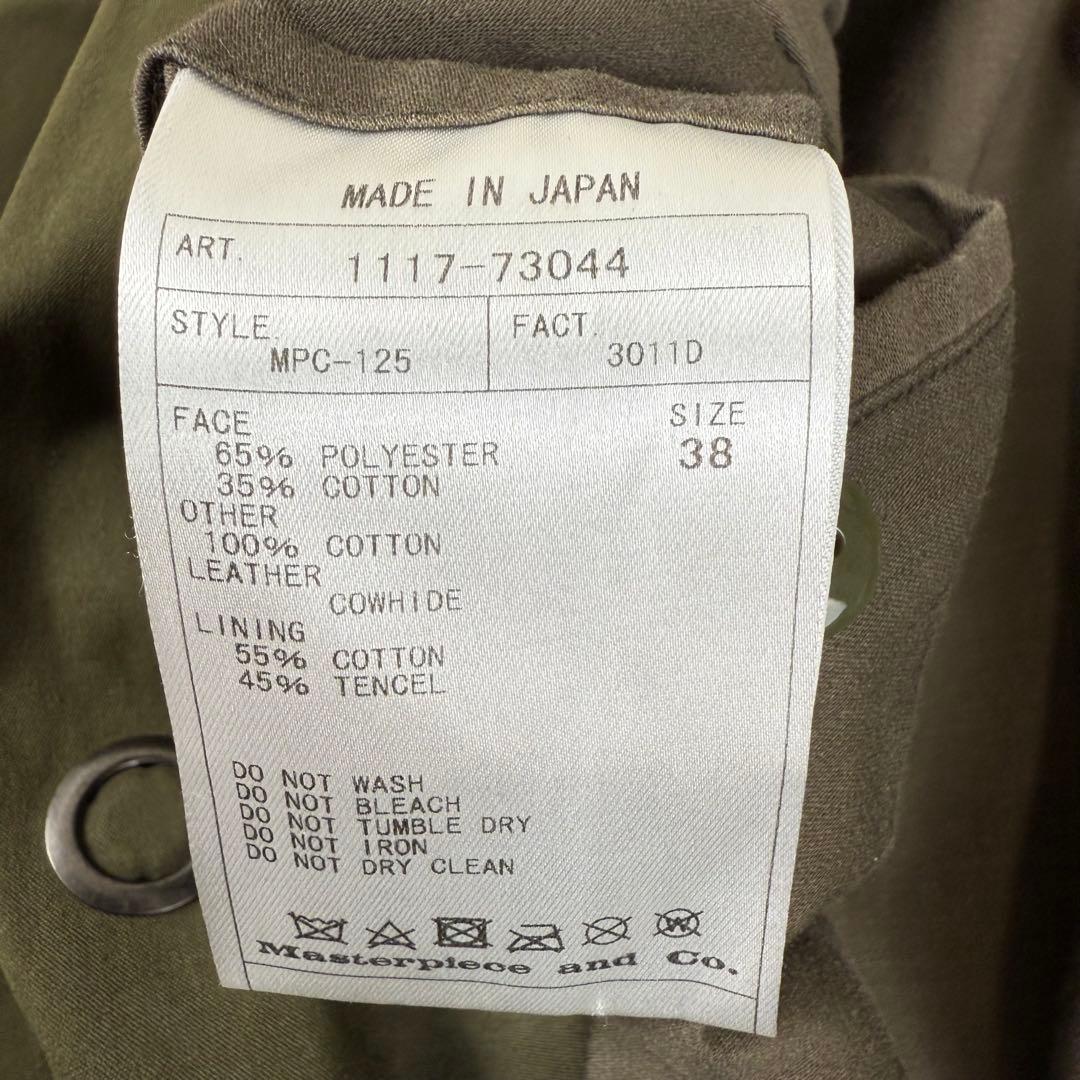 MADE IN JAPAN
ART. 1117-73044
STYLE. MPC-125
FACT. 3011D
FACE
SIZE
65% POLYESTER
38
35% COTTON
OTHER
100% COTTON
LEATHER
COWHIDE
LINING
55% COTTON
45% TENCEL
DO NOT WASH
DO NOT BLEACH
DO NOT TUMBLE DRY
DO NOT IRON
DO NOT DRY CLEAN
W
Masterpiece and Co.